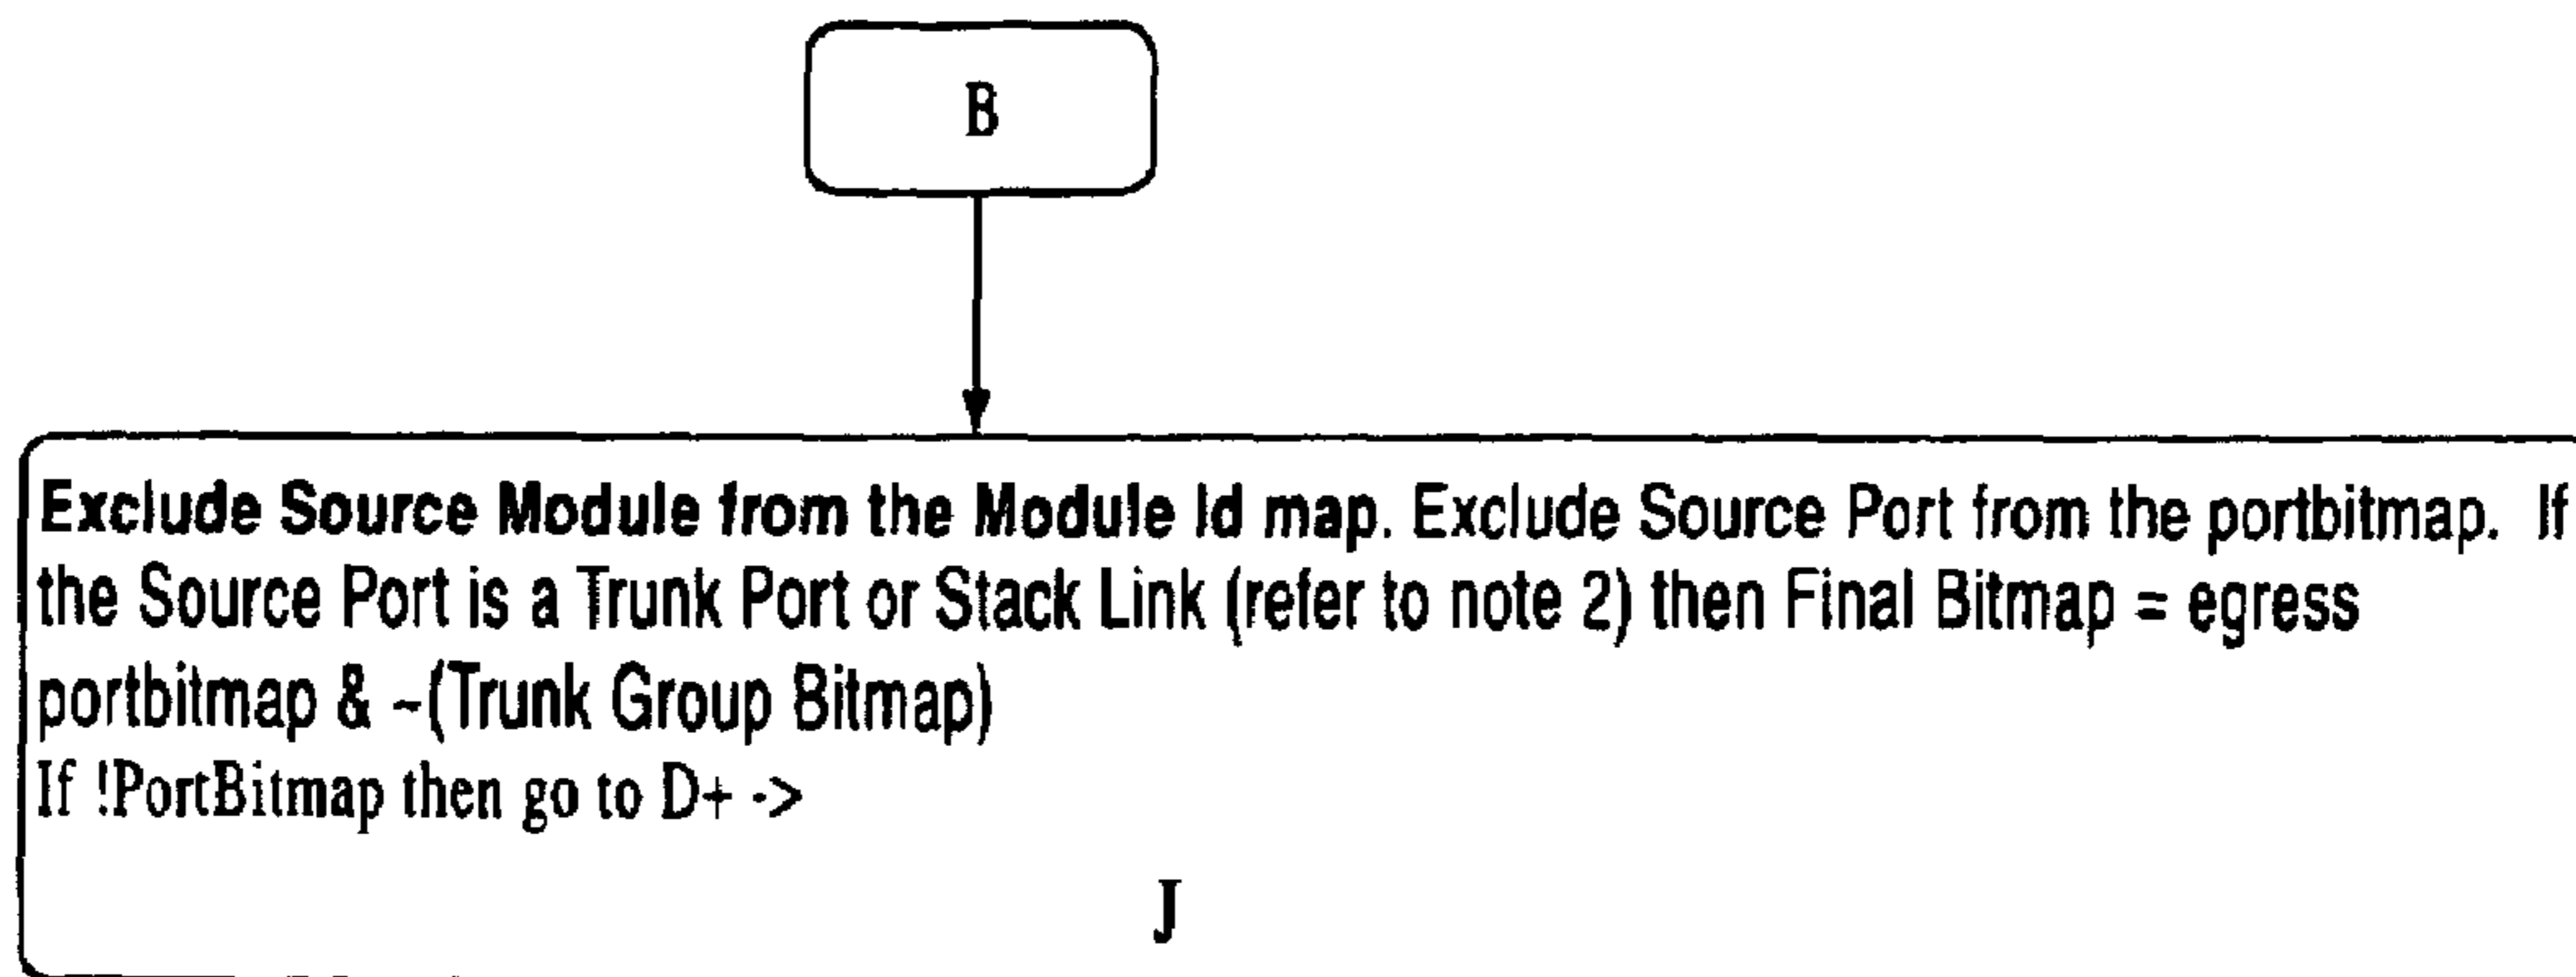 B
Exclude Source Module from the Module Id map. Exclude Source Port from the portbitmap. If
the Source Port is a Trunk Port or Stack Link (refer to note 2) then Final Bitmap = egress
portbitmap & ~(Trunk Group Bitmap)
If !PortBitmap then go to D+ ->
J